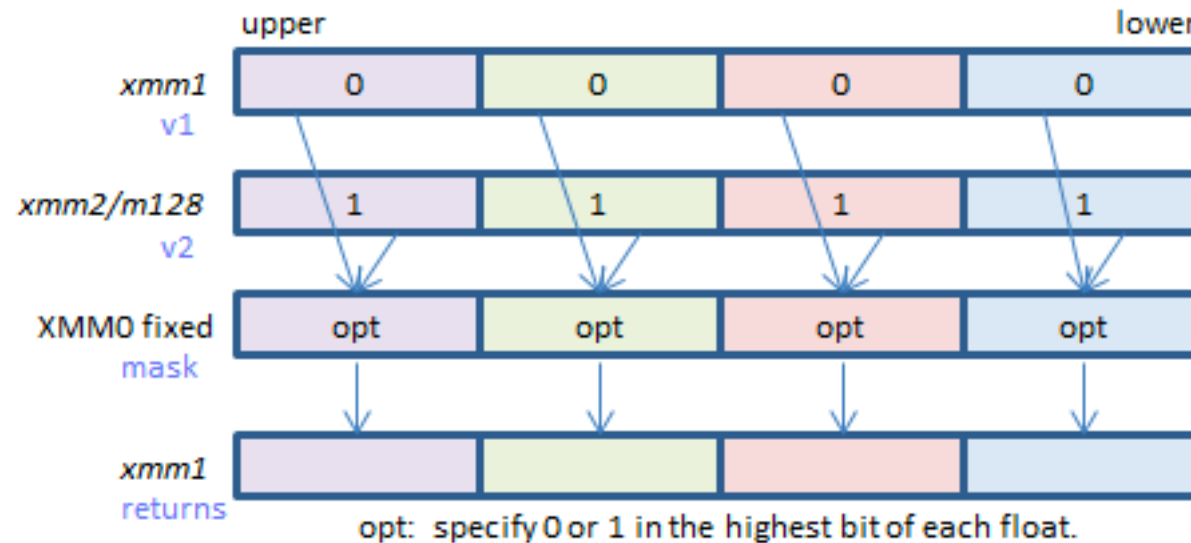 upper lower
xmm1 0 0 0 0
v1
xmm2/m128 1 1 1 1
v2
XMM0 fixed opt opt opt opt
mask
xmm1
returns
opt: specify 0 or 1 in the highest bit of each float.